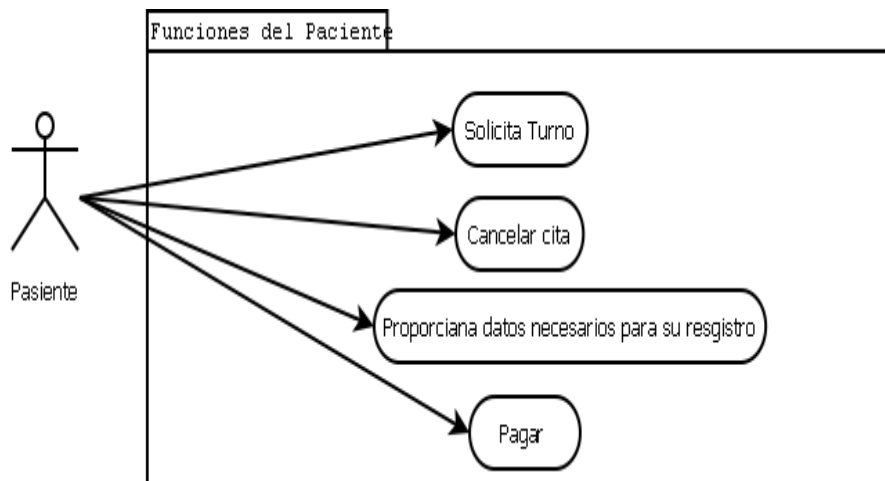 Funciones del Paciente
Solicita Turno
Cancelar cita
Pasiente
Proporciana datos necesarios para su resgistro
Pagar